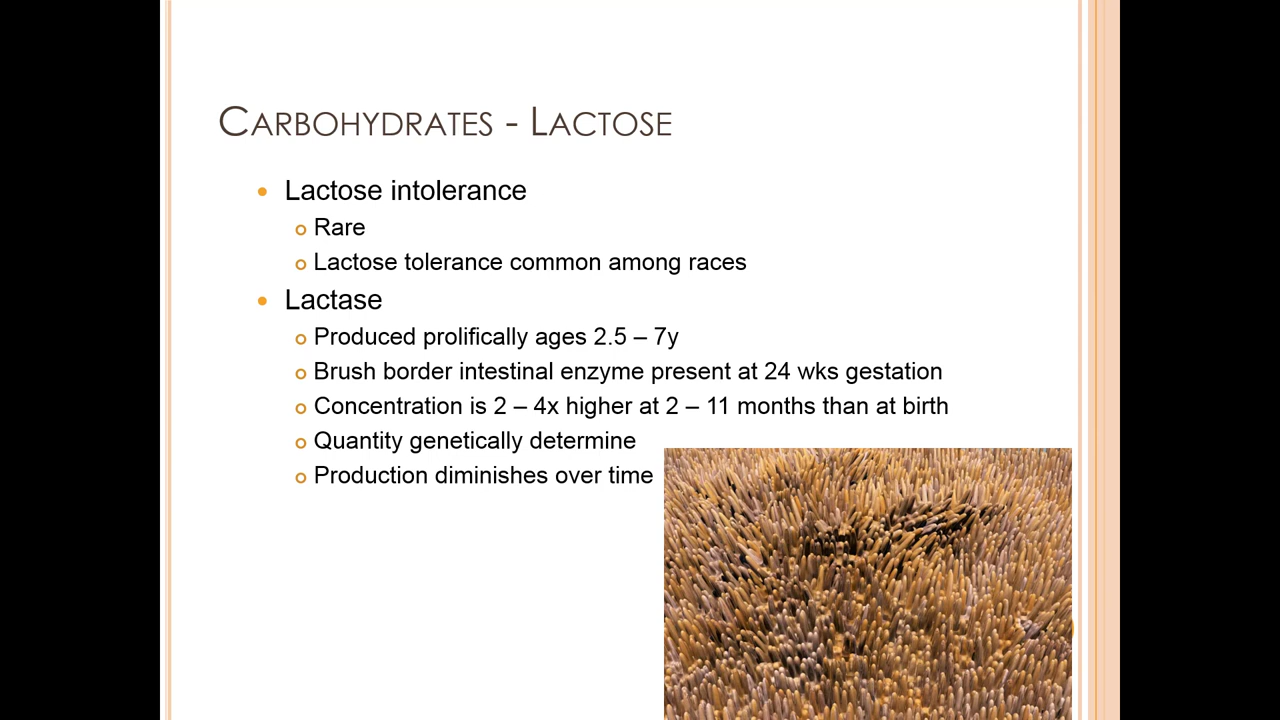 CARBOHYDRATES - LACTOSE
Lactose intolerance
Rare
Lactose tolerance common among races
Lactase
Produced prolifically ages 2.5 – 7y
Brush border intestinal enzyme present at 24 wks gestation
Concentration is 2 – 4x higher at 2 – 11 months than at birth
Quantity genetically determine
Production diminishes over time